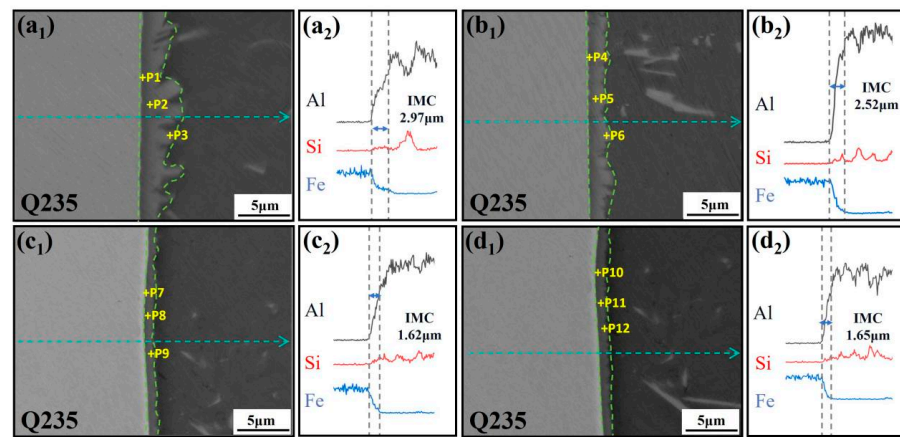 (a₁)
+P1
+P2
+P3
Q235
5μm
(a₂)
Al
IMC
2.97μm
Si
Fe
(b₁)
+P4
+P5
+P6
Q235
5μm
(b₂)
Al
IMC
2.52μm
Si
Fe
(c₁)
+P7
+P8
+P9
Q235
5μm
(c₂)
Al
IMC
1.62μm
Si
Fe
(d₁)
+P10
+P11
+P12
Q235
5μm
(d₂)
Al
IMC
1.65μm
Si
Fe